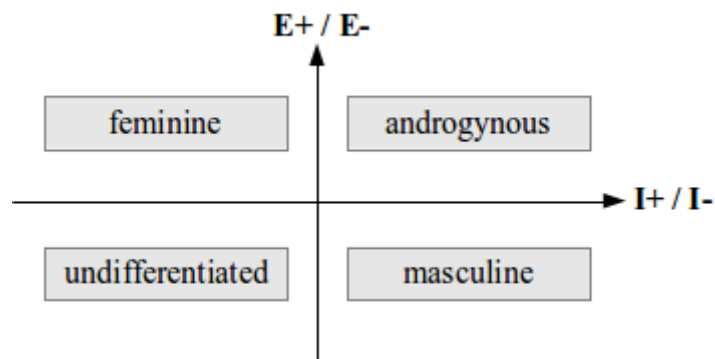 E+ / E-
feminine
androgynous
I+ / I-
undifferentiated
masculine